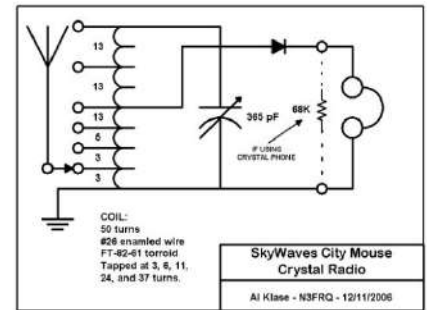 13
13
13
5
3
3
365 pF
68K
IF USING
CRYSTAL PHONE
COIL:
50 turns
#26 enamled wire
FT-82-61 torroid
Tapped at 3, 6, 11,
24, and 37 turns.
SkyWaves City Mouse
Crystal Radio
Al Klase - N3FRQ - 12/11/2006